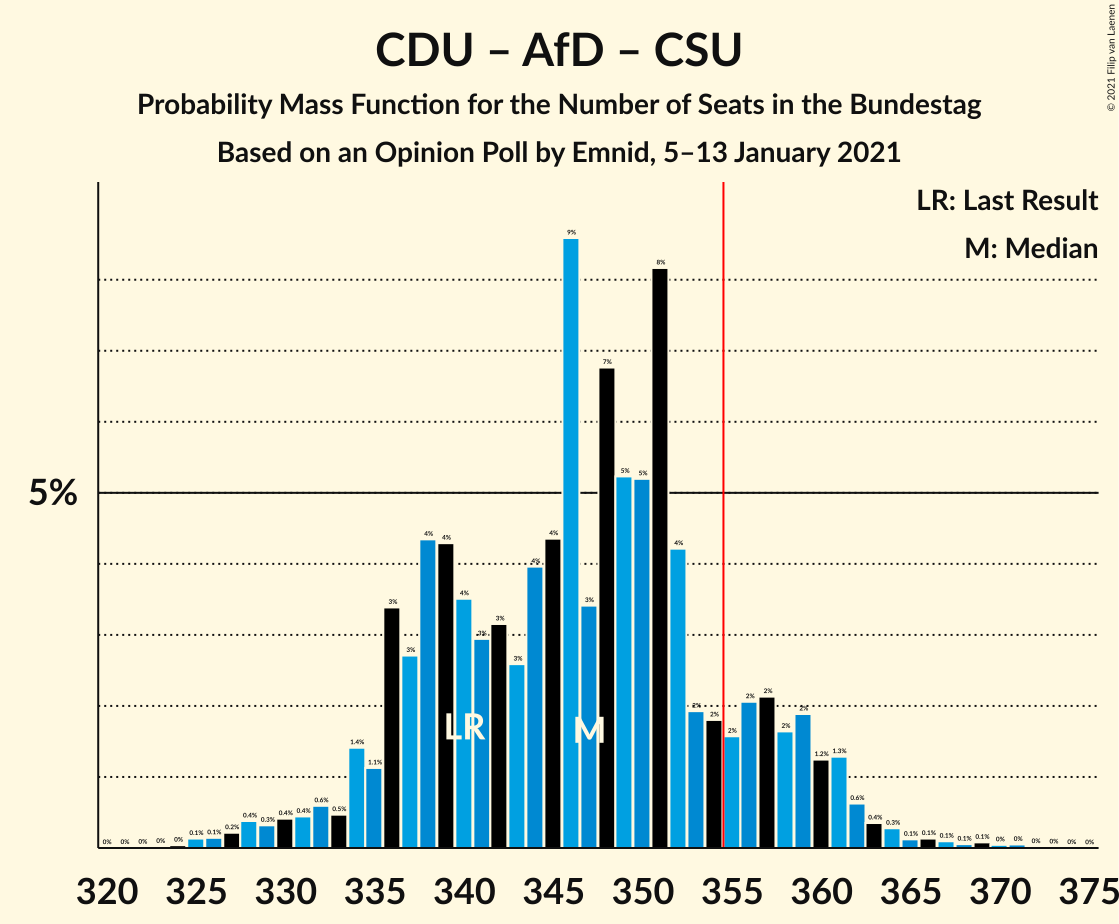 CDU – AfD – CSU
Probability Mass Function for the Number of Seats in the Bundestag
Based on an Opinion Poll by Emnid, 5–13 January 2021
© 2021 Filip van Laenen
LR: Last Result
M: Median
5%
0% 0% 0% 0% 0% 0.1% 0.1% 0.2% 0.4% 0.3% 0.4% 0.4% 0.6% 0.5% 1.4% 1.1% 3% 3% 4% 4% 4% 3% 3% 3% 4% 4% 9% 3% 7% 5% 5% 8% 4% 2% 2% 2% 2% 2% 2% 2% 1.2% 1.3% 0.6% 0.4% 0.3% 0.1% 0.1% 0.1% 0.1% 0.1% 0% 0% 0% 0% 0% 0%
LR M
320 325 330 335 340 345 350 355 360 365 370 375